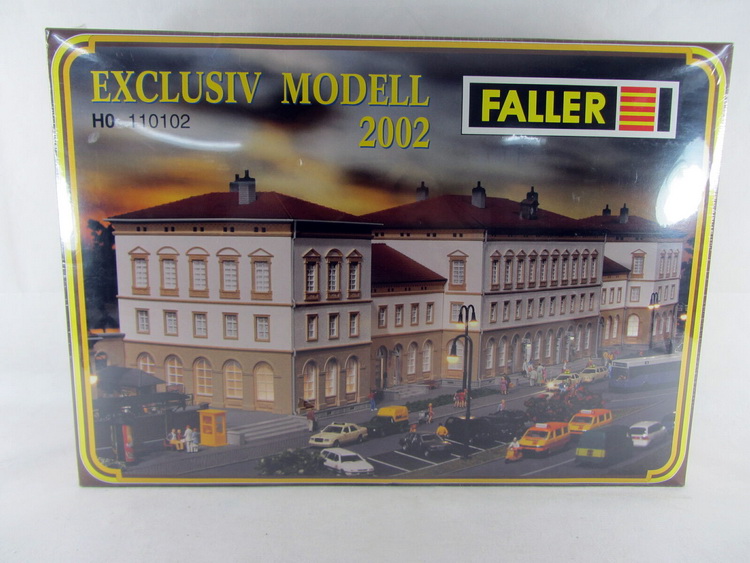 EXCLUSIV MODELL
2002
H0 110102
FALLER